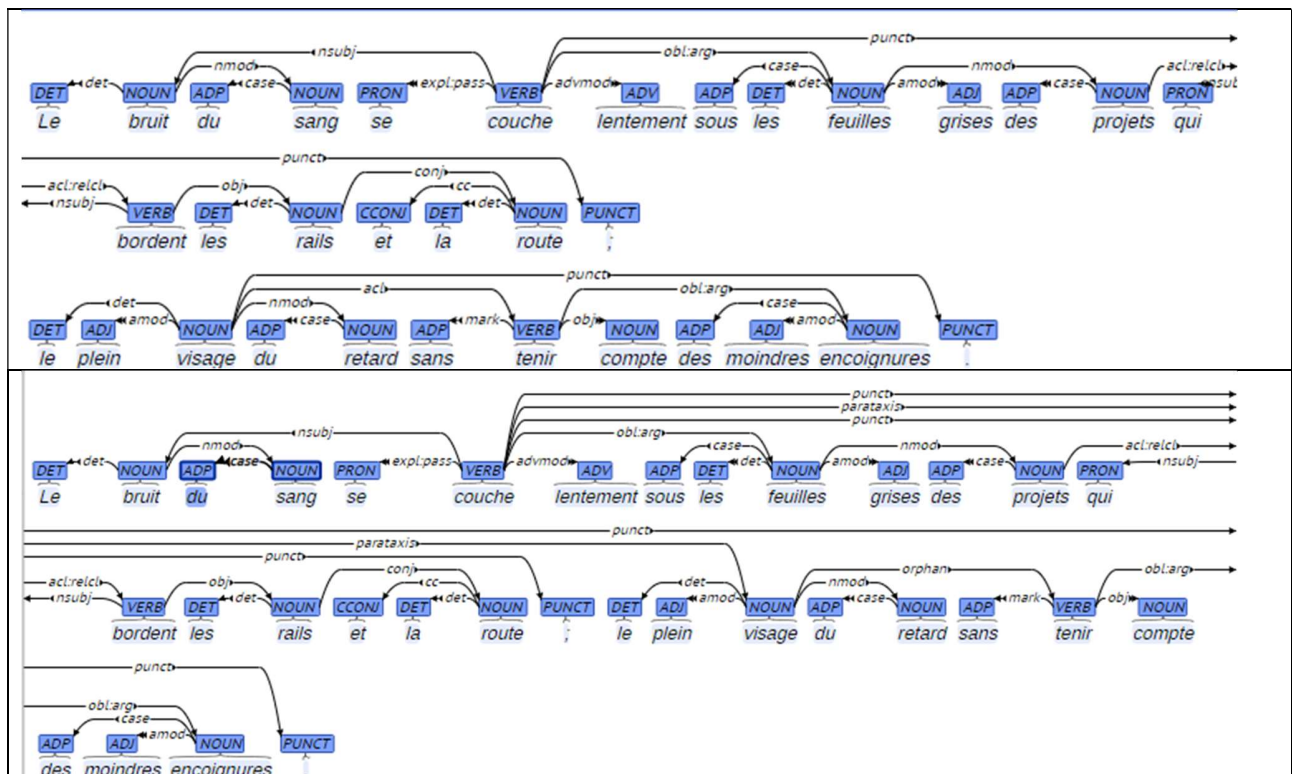 punct
nsubj obl:arg
nmod case nmod acl:relcl
det case expl:pass advmod det amod case nsubj
DET NOUN ADP NOUN PRON VERB ADV ADP DET NOUN ADJ ADP NOUN PRON
Le bruit du sang se couche lentement sous les feuilles grises des projets qui
punct
conj
acl:relcl obj cc
nsubj det det
VERB DET NOUN CCONJ DET NOUN PUNCT
bordent les rails et la route ;
punct
acl obl:arg
det nmod case
amod case mark obj amod
DET ADJ NOUN ADP NOUN ADP VERB NOUN ADP ADJ NOUN PUNCT
le plein visage du retard sans tenir compte des moindres encoignures .
punct
parataxis
punct
nsubj obl:arg
nmod case nmod acl:relcl
det case expl:pass advmod det amod case nsubj
DET NOUN ADP NOUN PRON VERB ADV ADP DET NOUN ADJ ADP NOUN PRON
Le bruit du sang se couche lentement sous les feuilles grises des projets qui
punct
parataxis
punct
conj orphan obl:arg
acl:relcl obj cc det nmod
nsubj det det amod case mark obj
VERB DET NOUN CCONJ DET NOUN PUNCT DET ADJ NOUN ADP NOUN ADP VERB NOUN
bordent les rails et la route ; le plein visage du retard sans tenir compte
punct
obl:arg
case
amod
ADP ADJ NOUN PUNCT
des moindres encoignures